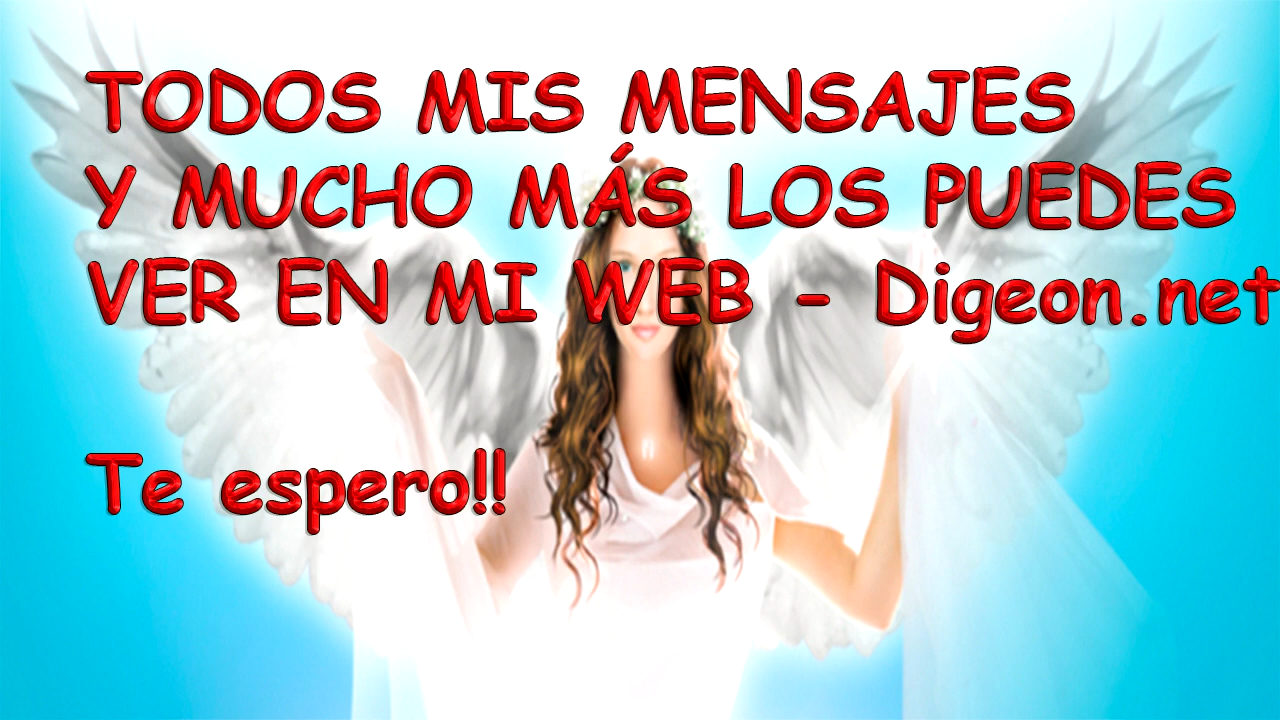 TODOS MIS MENSAJES
Y MUCHO MÁS LOS PUEDES
VER EN MI WEB - Digeon.net
Te espero!!